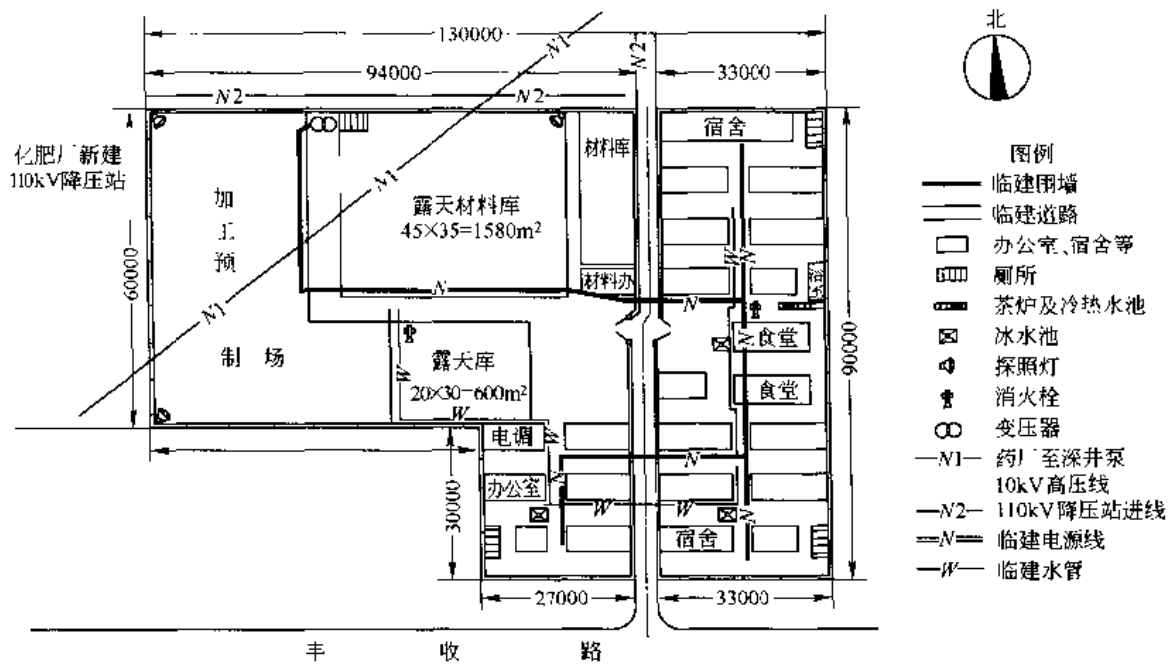 130000
N1
N2
94000
33000
N2
N2
北
化肥厂新建
110kV降压站
60000
加
工
预
制 场
N1
N1
露天材料库
45×35=1580m²
材料库
材料办
宿舍
W
N
N
N
食堂
食堂
N
90000
露天库
20×30=600m²
W
W
电调
W
N
N
办公室
W
W
N
宿舍
30000
27000
33000
丰 收 路
图例
临建围墙
临建道路
办公室、宿舍等
厕所
茶炉及冷热水池
冰水池
探照灯
消火栓
变压器
N1 药厂至深井泵
10kV高压线
N2 110kV降压站进线
N 临建电源线
W 临建水管